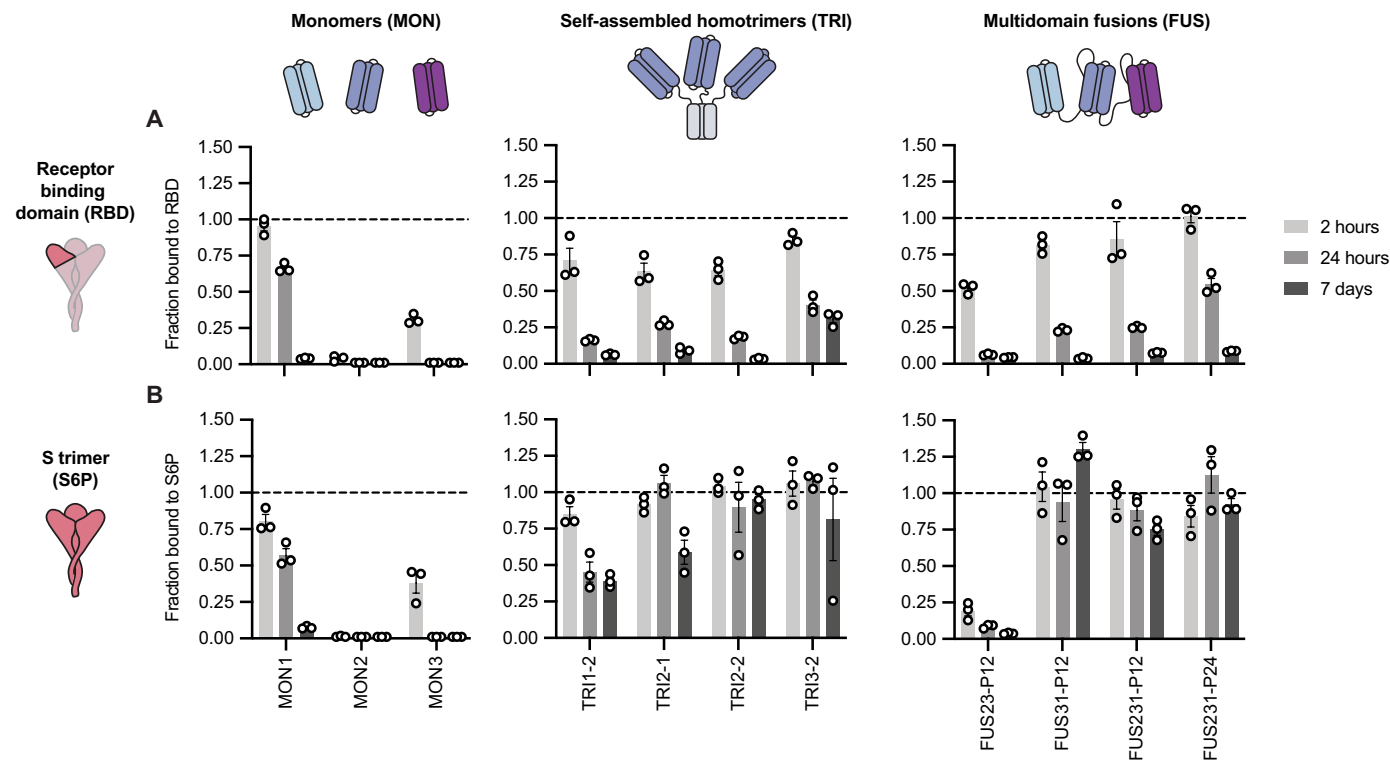 Monomers (MON)
Self-assembled homotrimers (TRI)
Multidomain fusions (FUS)
A
Receptor
binding
domain (RBD)
Fraction bound to RBD
1.50
1.25
1.00
0.75
0.50
0.25
0.00
1.50
1.25
1.00
0.75
0.50
0.25
0.00
1.50
1.25
1.00
0.75
0.50
0.25
0.00
2 hours
24 hours
7 days
B
S trimer
(S6P)
Fraction bound to S6P
1.50
1.25
1.00
0.75
0.50
0.25
0.00
MON1
MON2
MON3
1.50
1.25
1.00
0.75
0.50
0.25
0.00
TRI1-2
TRI2-1
TRI2-2
TRI3-2
1.50
1.25
1.00
0.75
0.50
0.25
0.00
FUS23-P12
FUS31-P12
FUS231-P12
FUS231-P24